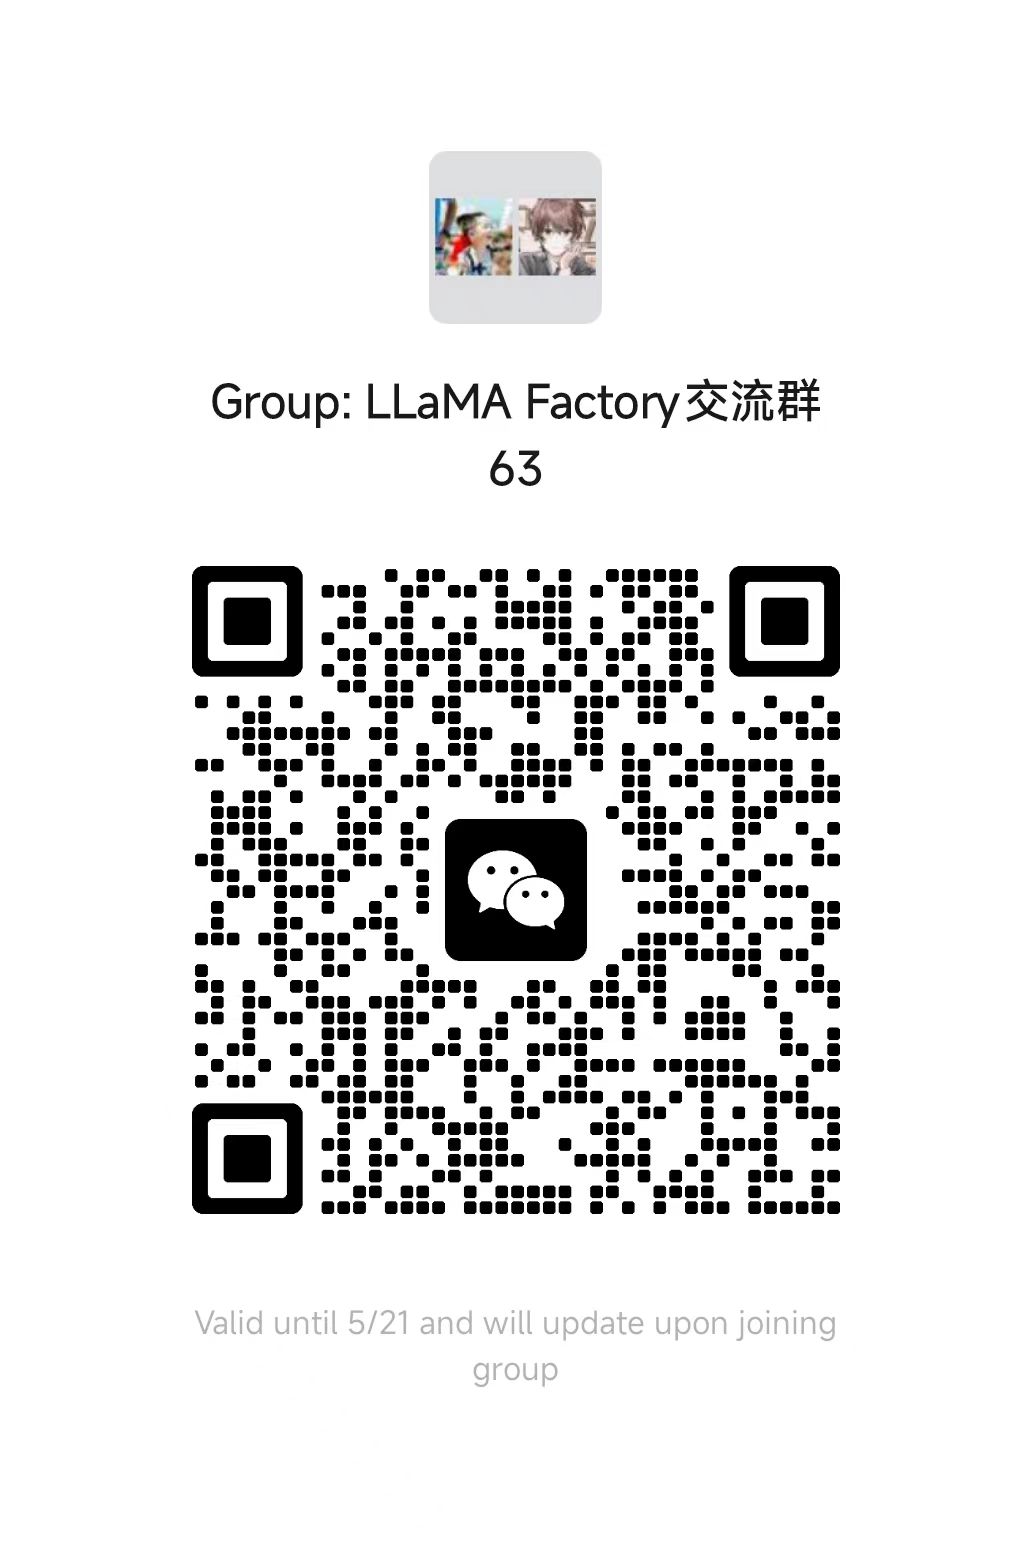 Group: LLaMA Factory交流群
63
Valid until 5/21 and will update upon joining
group